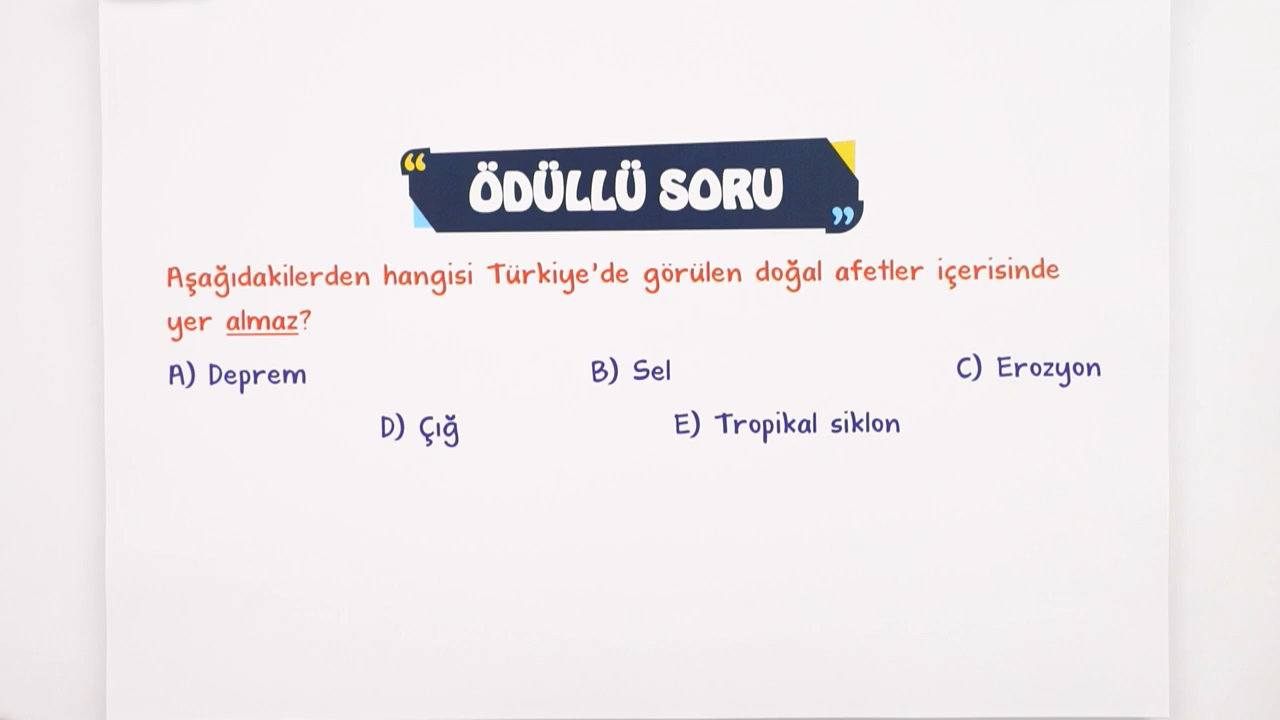 “ ÖDÜLLÜ SORU ”
Aşağıdakilerden hangisi Türkiye'de görülen doğal afetler içerisinde
yer almaz?
A) Deprem B) Sel C) Erozyon
D) Çığ E) Tropikal siklon